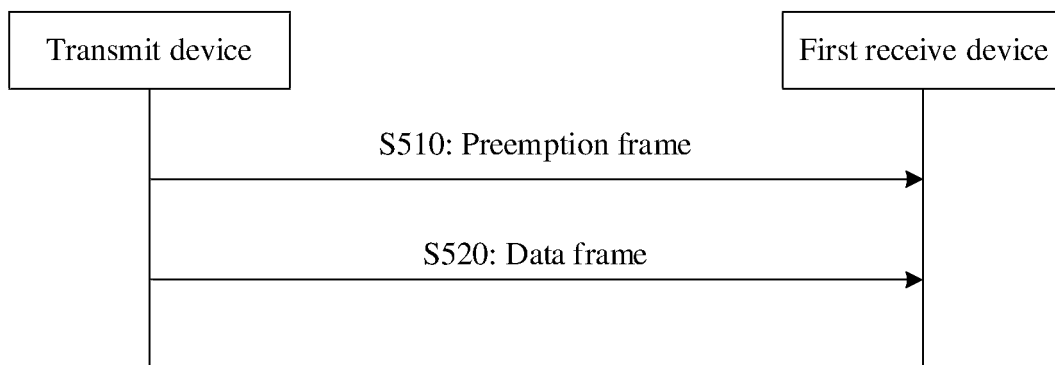 Transmit device
First receive device
S510: Preemption frame
S520: Data frame